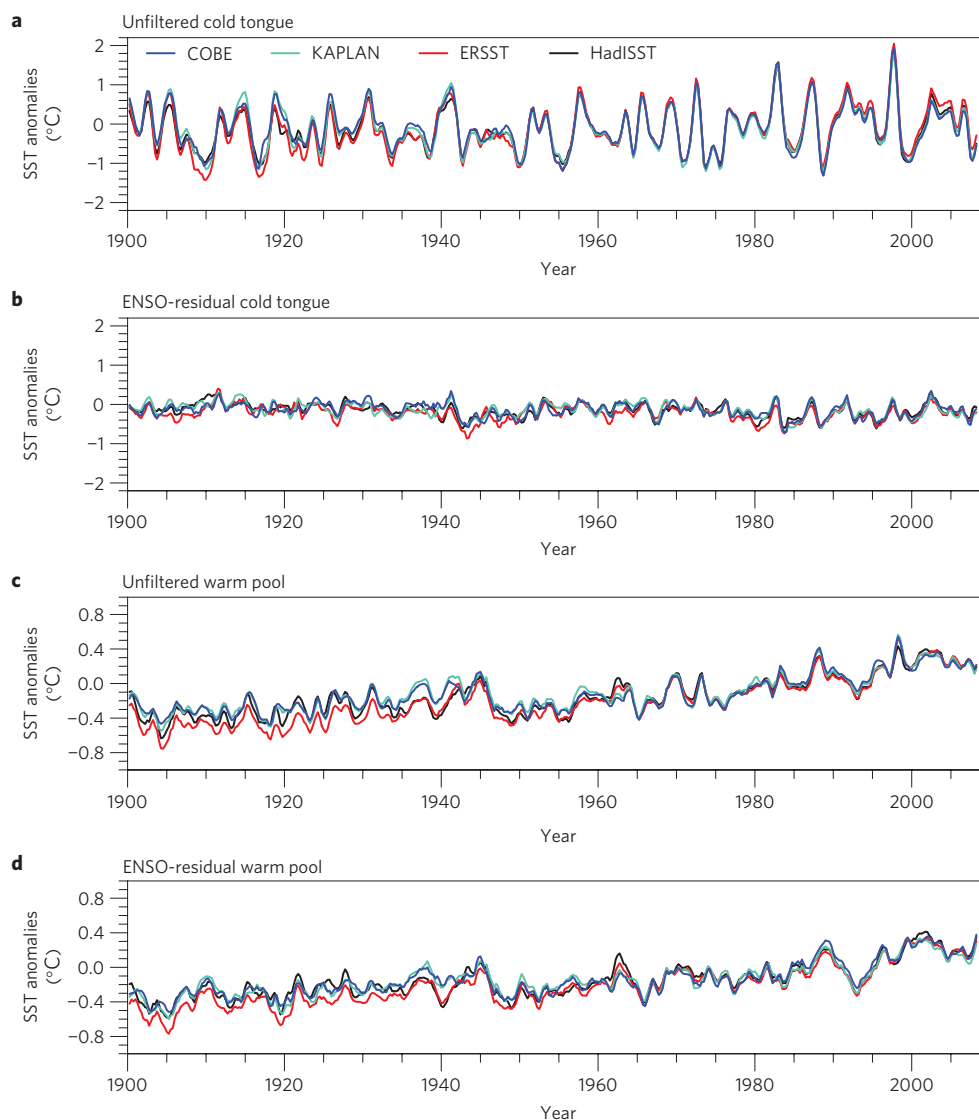 a
Unfiltered cold tongue
COBE KAPLAN ERSST HadISST
SST anomalies
(°C)
2
1
0
−1
−2
1900 1920 1940 1960 1980 2000
Year
b
ENSO-residual cold tongue
SST anomalies
(°C)
2
1
0
−1
−2
1900 1920 1940 1960 1980 2000
Year
c
Unfiltered warm pool
SST anomalies
(°C)
0.8
0.4
0.0
−0.4
−0.8
1900 1920 1940 1960 1980 2000
Year
d
ENSO-residual warm pool
SST anomalies
(°C)
0.8
0.4
0.0
−0.4
−0.8
1900 1920 1940 1960 1980 2000
Year